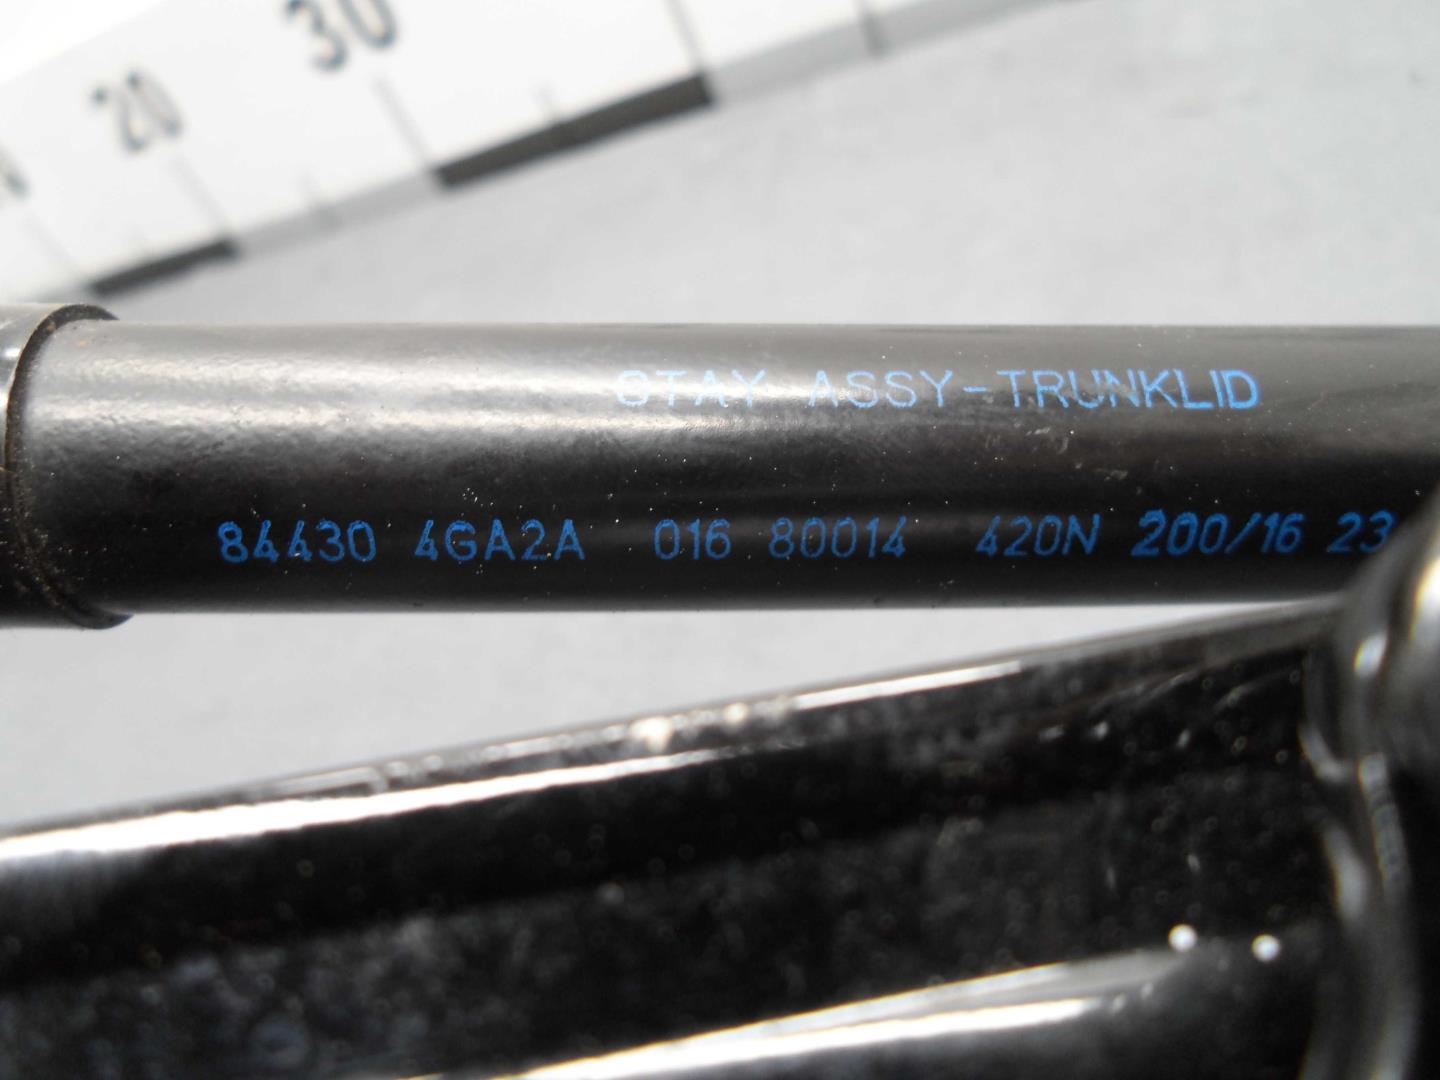 20
30
STAY ASSY-TRUNKLID
84430 4GA2A 016 80014 420N 200/16 23